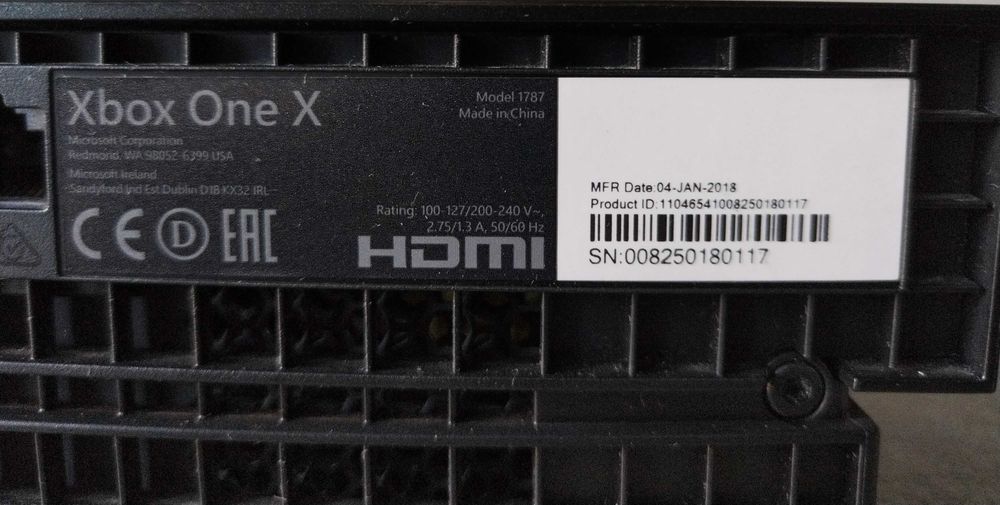 Xbox One X
Microsoft Corporation
Redmond, WA 98052-6399 USA
Microsoft Ireland
Sandyford Ind Est Dublin D18 KX32 IRL
CE
D
EAC
Model 1787
Made in China
Rating: 100-127/200-240 V~,
2.75/1.3 A, 50/60 Hz
HDMI
MFR Date:04-JAN-2018
Product ID:11046541008250180117
SN:008250180117